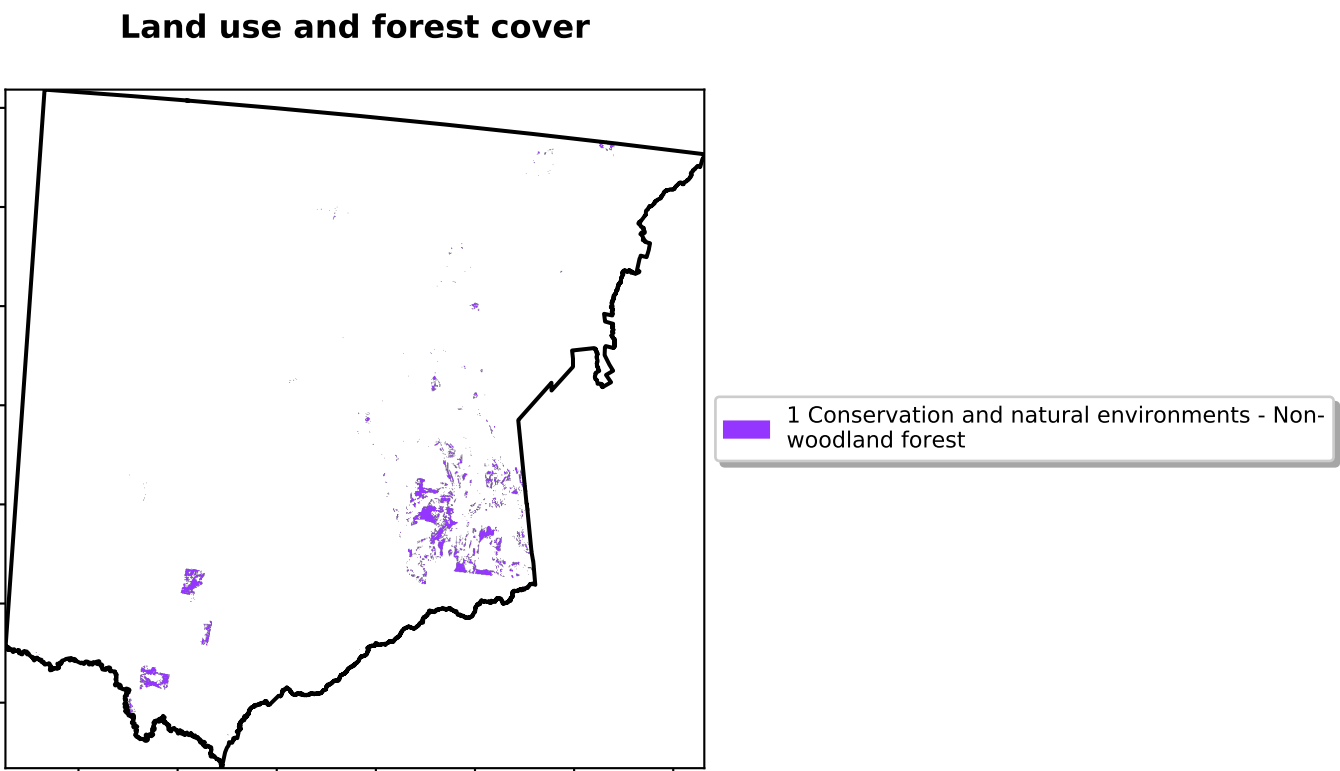 Land use and forest cover
1 Conservation and natural environments - Non-
woodland forest